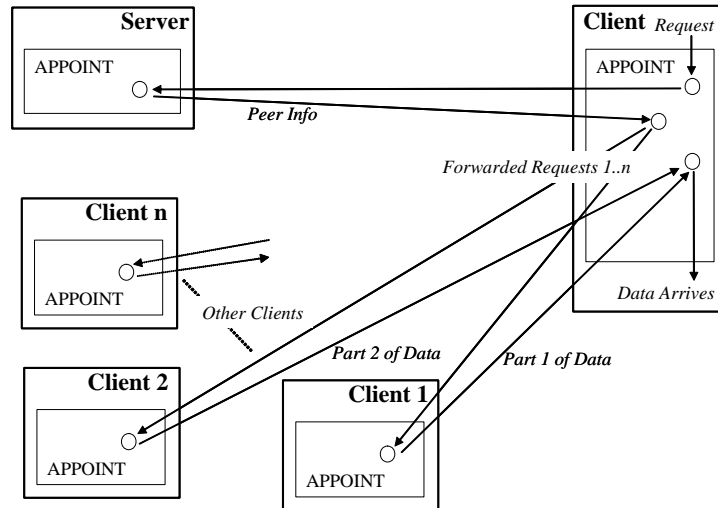 Server
Client
Request
APPOINT
APPOINT
Peer Info
Forwarded Requests 1..n
Client n
APPOINT
Other Clients
Data Arrives
Part 2 of Data
Part 1 of Data
Client 2
Client 1
APPOINT
APPOINT